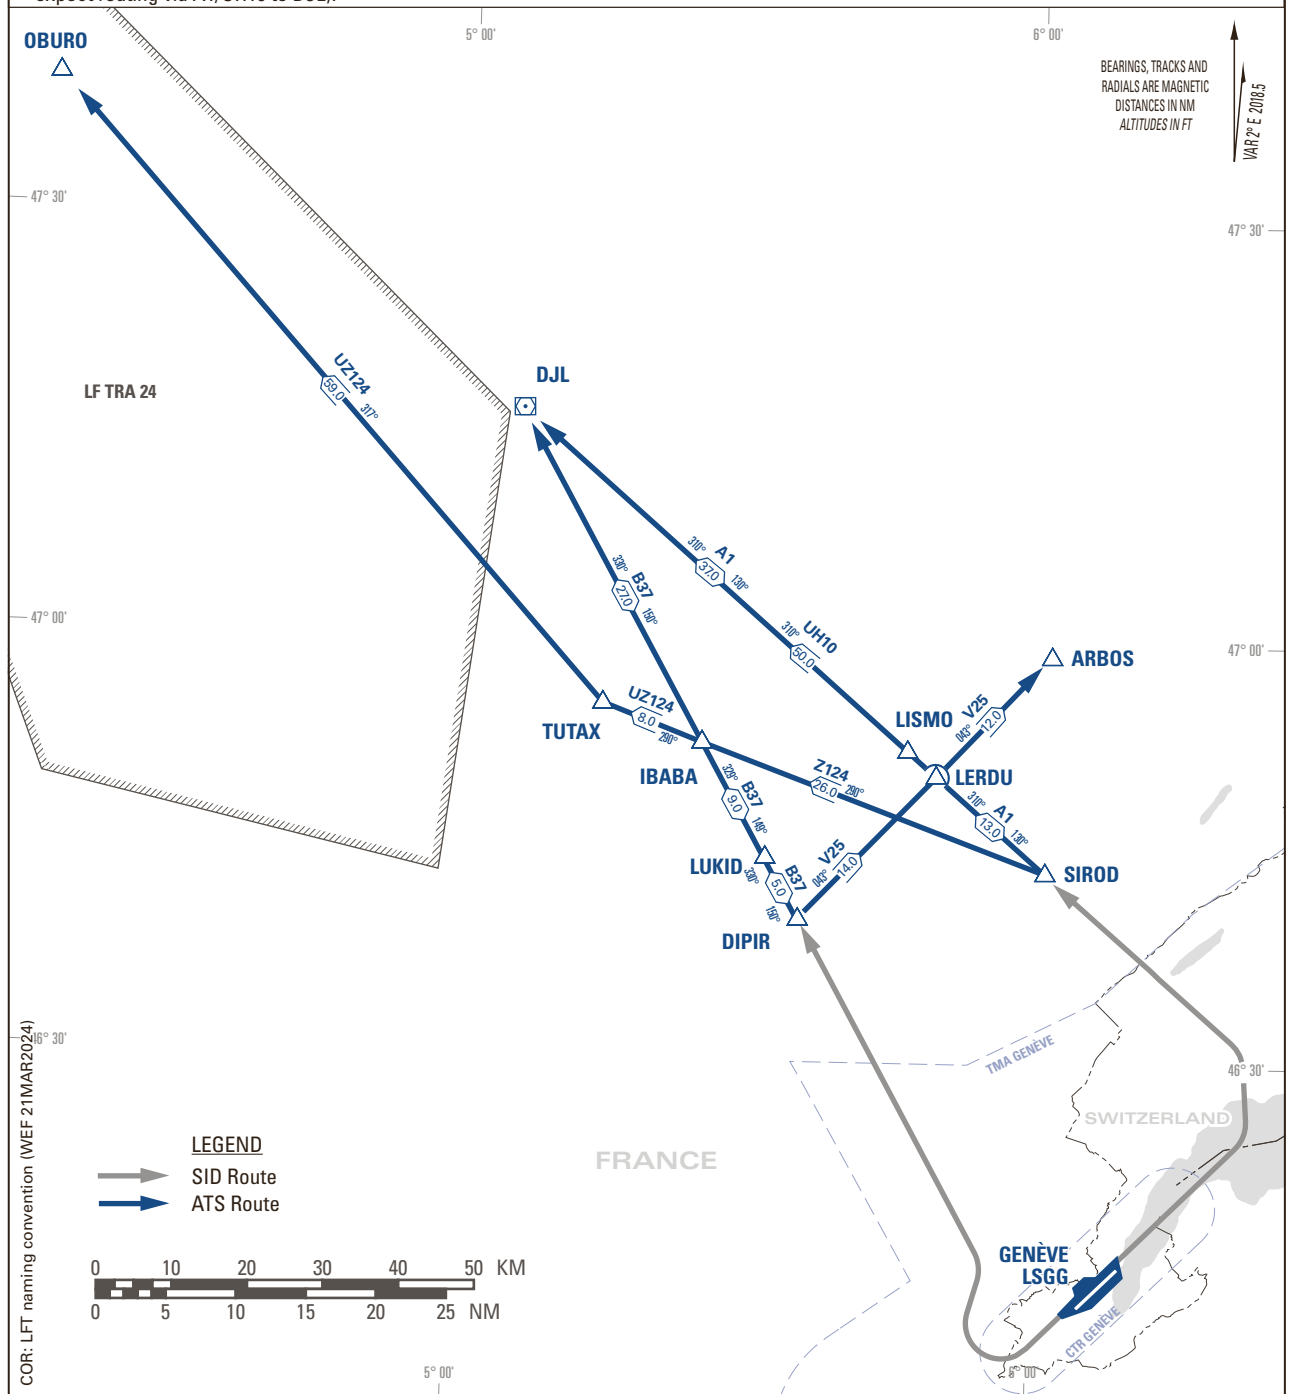 OBURO
5° 00'
6° 00'
BEARINGS, TRACKS AND
RADIALS ARE MAGNETIC
DISTANCES IN NM
ALTITUDES IN FT
VAR 2° E 2018.5
47° 30'
47° 30'
UZ124
59.0
317°
LF TRA 24
DJL
310°
A1
37.0
130°
330°
B37
27.0
150°
310°
UH10
50.0
47° 00'
47° 00'
ARBOS
UZ124
8.0
290°
TUTAX
LISMO
V25
043°
12.0
IBABA
Z124
26.0
290°
LERDU
329°
B37
9.0
149°
310°
A1
13.0
130°
LUKID
330°
B37
5.0
150°
V25
043°
14.0
SIROD
DIPIR
46° 30'
TMA GENÈVE
46° 30'
SWITZERLAND
FRANCE
LEGEND
SID Route
ATS Route
GENÈVE
LSGG
0 10 20 30 40 50 KM
0 5 10 15 20 25 NM
CTR GENÈVE
5° 00'
6° 00'
COR: LFT naming convention (WEF 21MAR2024)